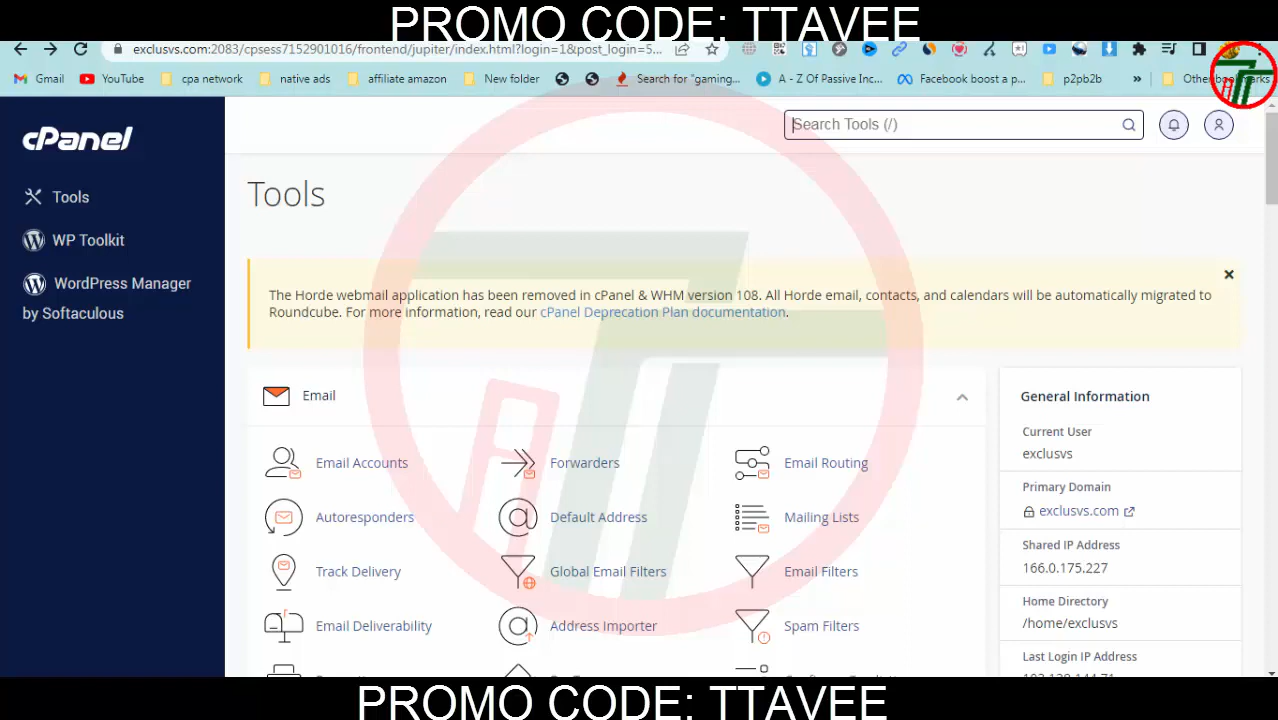 PROMO CODE: TTAVEE
exclusvs.com:2083/cpsess7152901016/frontend/jupiter/index.html?login=1&post_login=5...
Gmail YouTube cpa network native ads affiliate amazon New folder Search for "gaming... A - Z Of Passive Inc... Facebook boost a p... p2pb2b » Other bookmarks
cPanel
Search Tools (/)
Tools
WP Toolkit
WordPress Manager
by Softaculous
Tools
The Horde webmail application has been removed in cPanel & WHM version 108. All Horde email, contacts, and calendars will be automatically migrated to
Roundcube. For more information, read our cPanel Deprecation Plan documentation.
Email
Email Accounts Forwarders Email Routing
Autoresponders Default Address Mailing Lists
Track Delivery Global Email Filters Email Filters
Email Deliverability Address Importer Spam Filters
General Information
Current User
exclusvs
Primary Domain
exclusvs.com
Shared IP Address
166.0.175.227
Home Directory
/home/exclusvs
Last Login IP Address
PROMO CODE: TTAVEE